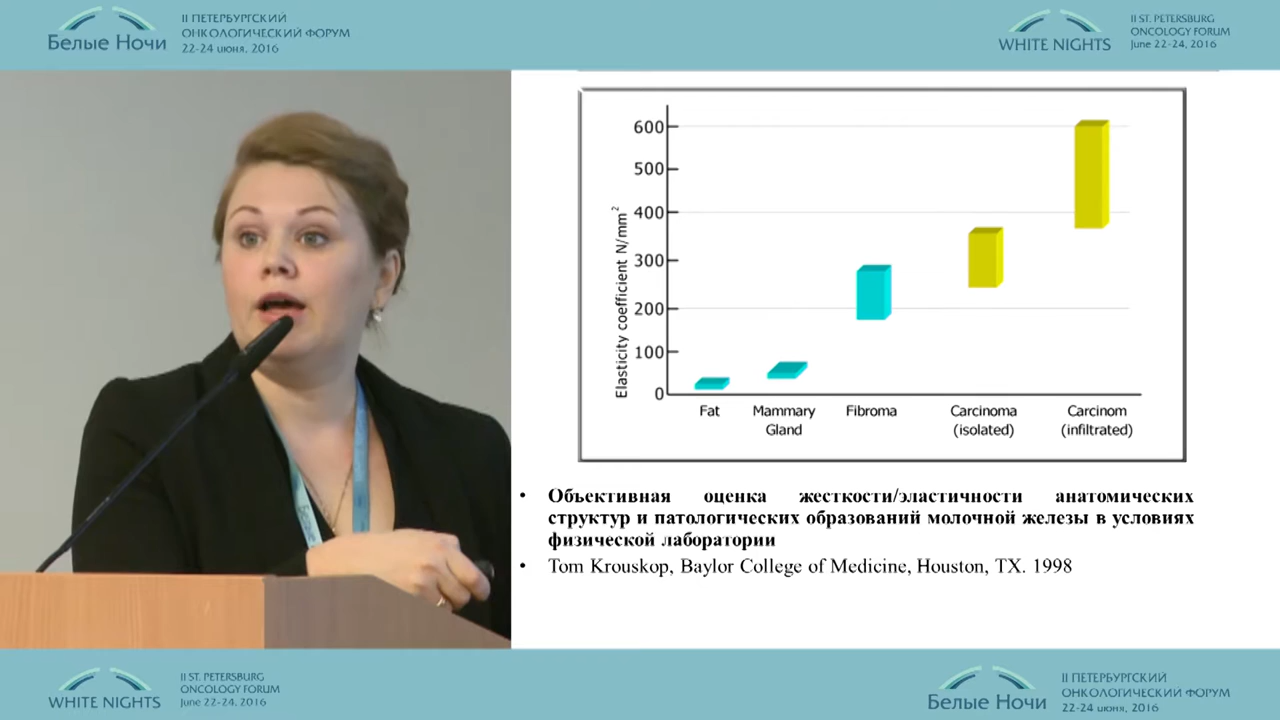 Белые Ночи
II ПЕТЕРБУРГСКИЙ
ОНКОЛОГИЧЕСКИЙ ФОРУМ
22-24 июня, 2016
WHITE NIGHTS
II ST. PETERSBURG
ONCOLOGY FORUM
June 22-24, 2016
Elasticity coefficient N/mm²
600
500
400
300
200
100
0
Fat
Mammary
Gland
Fibroma
Carcinoma
(isolated)
Carcinom
(infiltrated)
• Объективная оценка жесткости/эластичности анатомических
структур и патологических образований молочной железы в условиях
физической лаборатории
• Tom Krouskop, Baylor College of Medicine, Houston, TX. 1998
WHITE NIGHTS
II ST. PETERSBURG
ONCOLOGY FORUM
June 22-24, 2016
Белые Ночи
II ПЕТЕРБУРГСКИЙ
ОНКОЛОГИЧЕСКИЙ ФОРУМ
22-24 июня, 2016